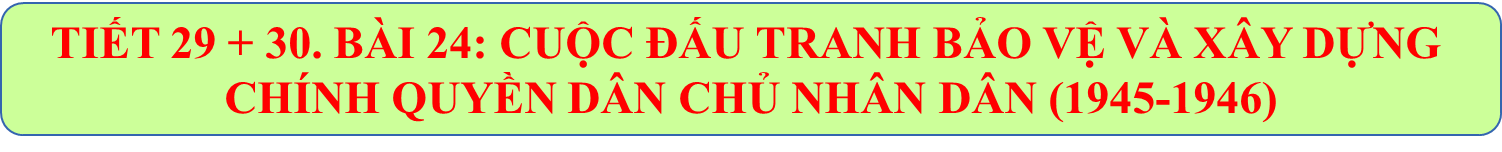 TIẾT 29 + 30. BÀI 24: CUỘC ĐẤU TRANH BẢO VỆ VÀ XÂY DỰNG
CHÍNH QUYỀN DÂN CHỦ NHÂN DÂN (1945-1946)